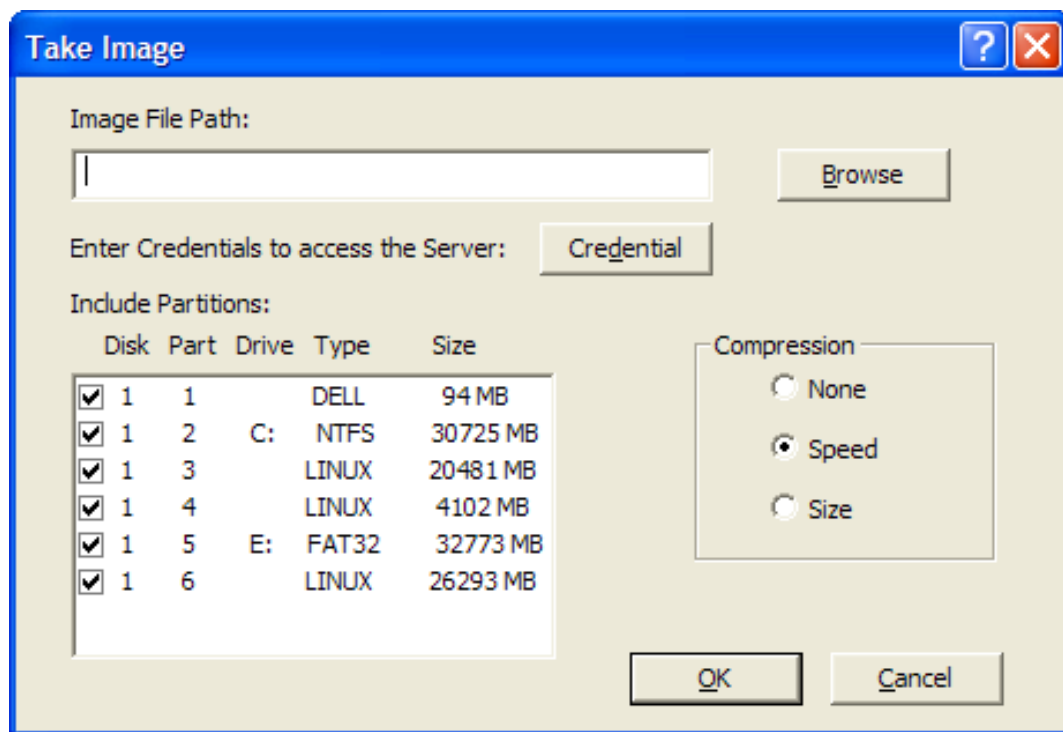 Take Image
Image File Path:
Browse
Enter Credentials to access the Server: Credential
Include Partitions:
Disk Part Drive Type Size
1 1 DELL 94 MB
1 2 C: NTFS 30725 MB
1 3 LINUX 20481 MB
1 4 LINUX 4102 MB
1 5 E: FAT32 32773 MB
1 6 LINUX 26293 MB
Compression
None
Speed
Size
OK Cancel